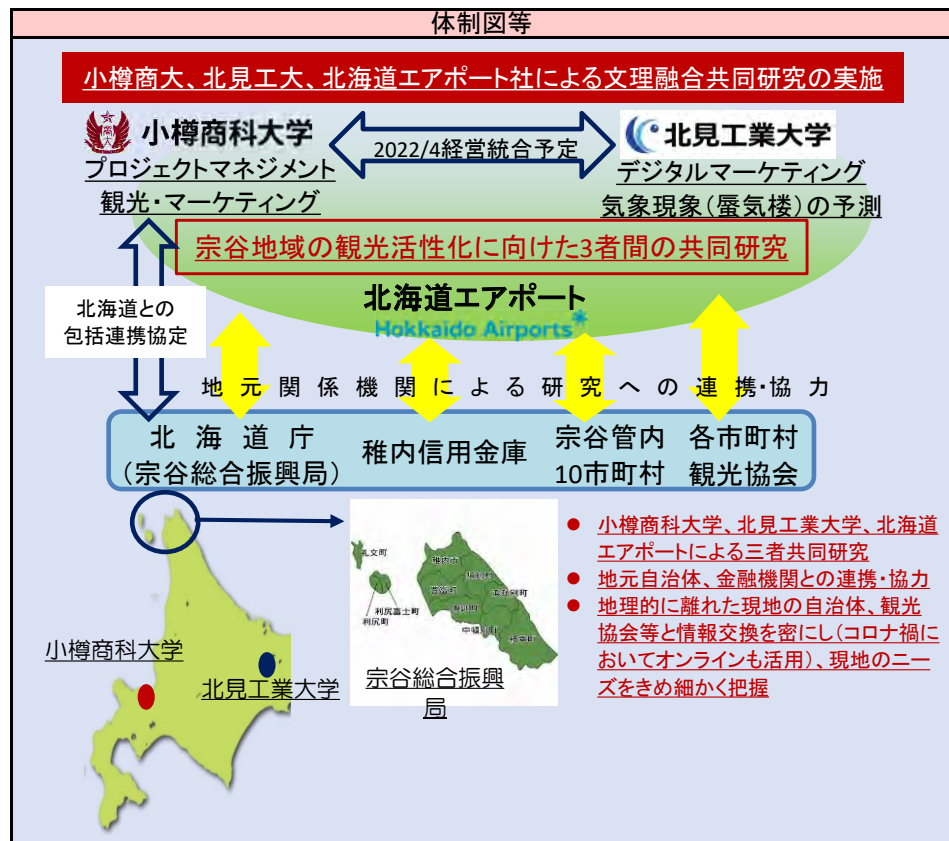 体制図等
小樽商大、北見工大、北海道エアポート社による文理融合共同研究の実施
小樽商科大学
プロジェクトマネジメント
観光・マーケティング
2022/4経営統合予定
北見工業大学
デジタルマーケティング
気象現象(蜃気楼)の予測
宗谷地域の観光活性化に向けた3者間の共同研究
北海道エアポート
Hokkaido Airports
北海道との
包括連携協定
地元関係機関による研究への連携・協力
北海道庁
(宗谷総合振興局)
稚内信用金庫
宗谷管内
10市町村
各市町村
観光協会
礼文町
稚内市
猿払村
豊富町
浜頓別町
利尻富士町
利尻町
幌延町
中頓別町
枝幸町
宗谷総合振興
局
小樽商科大学
北見工業大学
● 小樽商科大学、北見工業大学、北海道
エアポートによる三者共同研究
● 地元自治体、金融機関との連携・協力
● 地理的に離れた現地の自治体、観光
協会等と情報交換を密にし(コロナ禍に
おいてオンラインも活用)、現地のニー
ズをきめ細かく把握